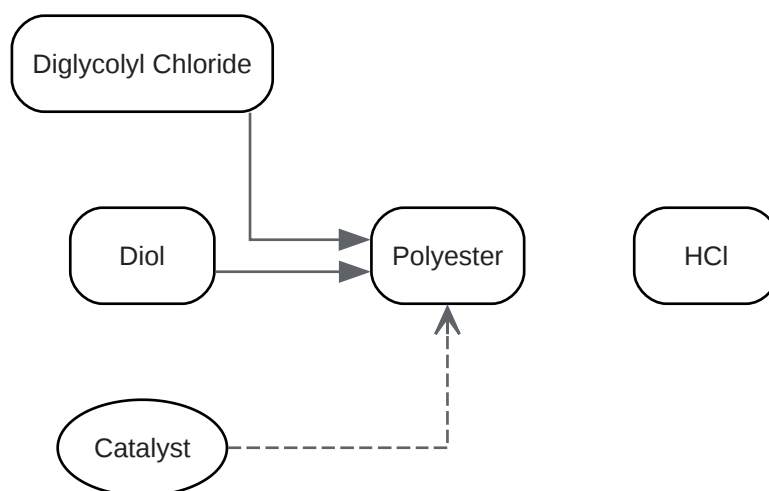 Diglycolyl Chloride
Diol
Polyester
HCl
Catalyst